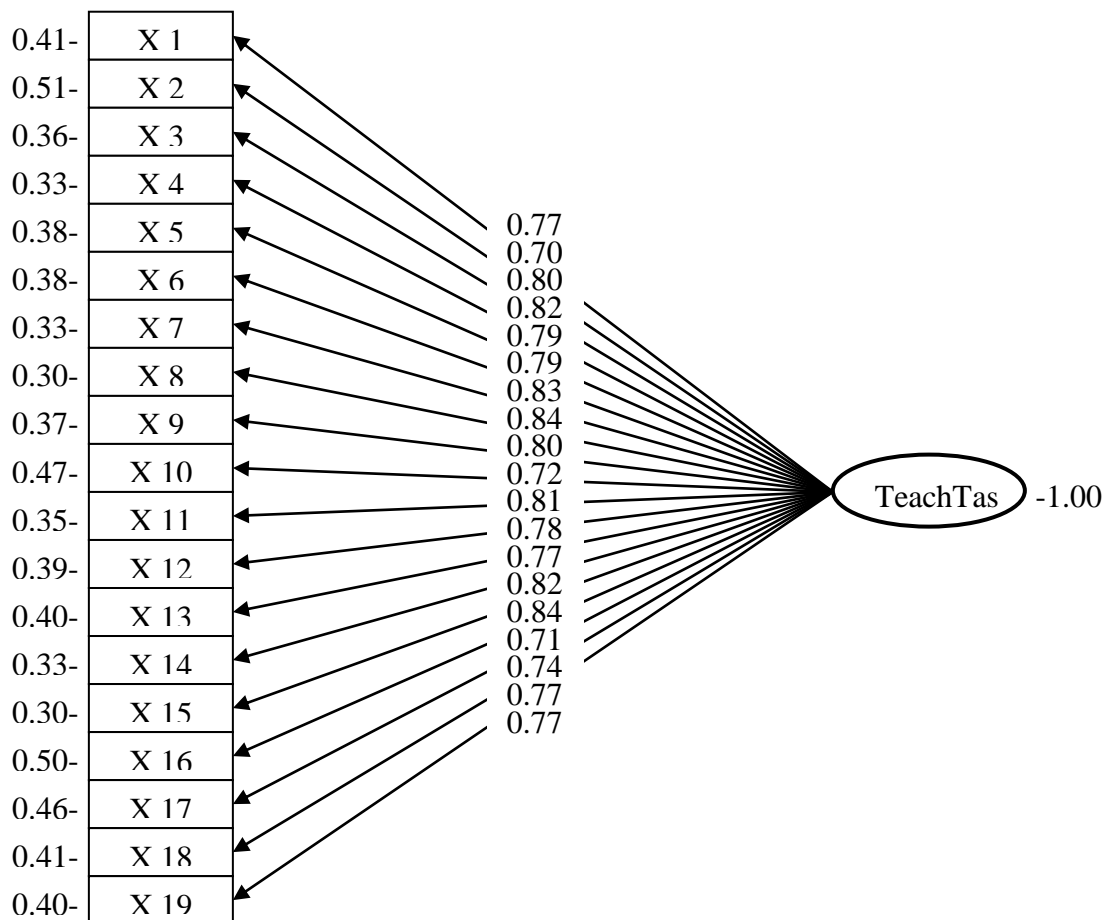 0.41- X 1
0.51- X 2
0.36- X 3
0.33- X 4
0.38- X 5
0.38- X 6
0.33- X 7
0.30- X 8
0.37- X 9
0.47- X 10
0.35- X 11
0.39- X 12
0.40- X 13
0.33- X 14
0.30- X 15
0.50- X 16
0.46- X 17
0.41- X 18
0.40- X 19
0.77
0.70
0.80
0.82
0.79
0.79
0.83
0.84
0.80
0.72
0.81
0.78
0.77
0.82
0.84
0.71
0.74
0.77
0.77
TeachTas -1.00